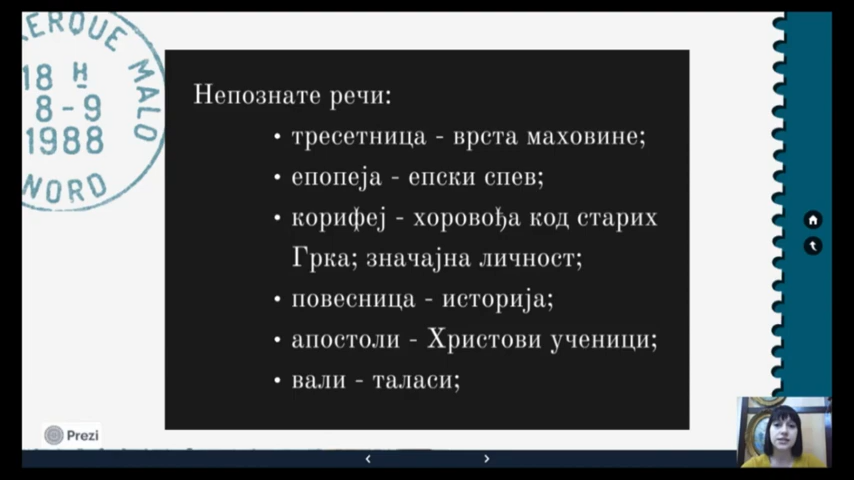 KERQUE MALO
18 H
8-9
1988
NORD
Непознате речи:
• тресетница - врста маховине;
• епопеја - епски спев;
• корифеј - хоровођа код старих
Грка; значајна личност;
• повесница - историја;
• апостоли - Христови ученици;
• вали - таласи;
Prezi